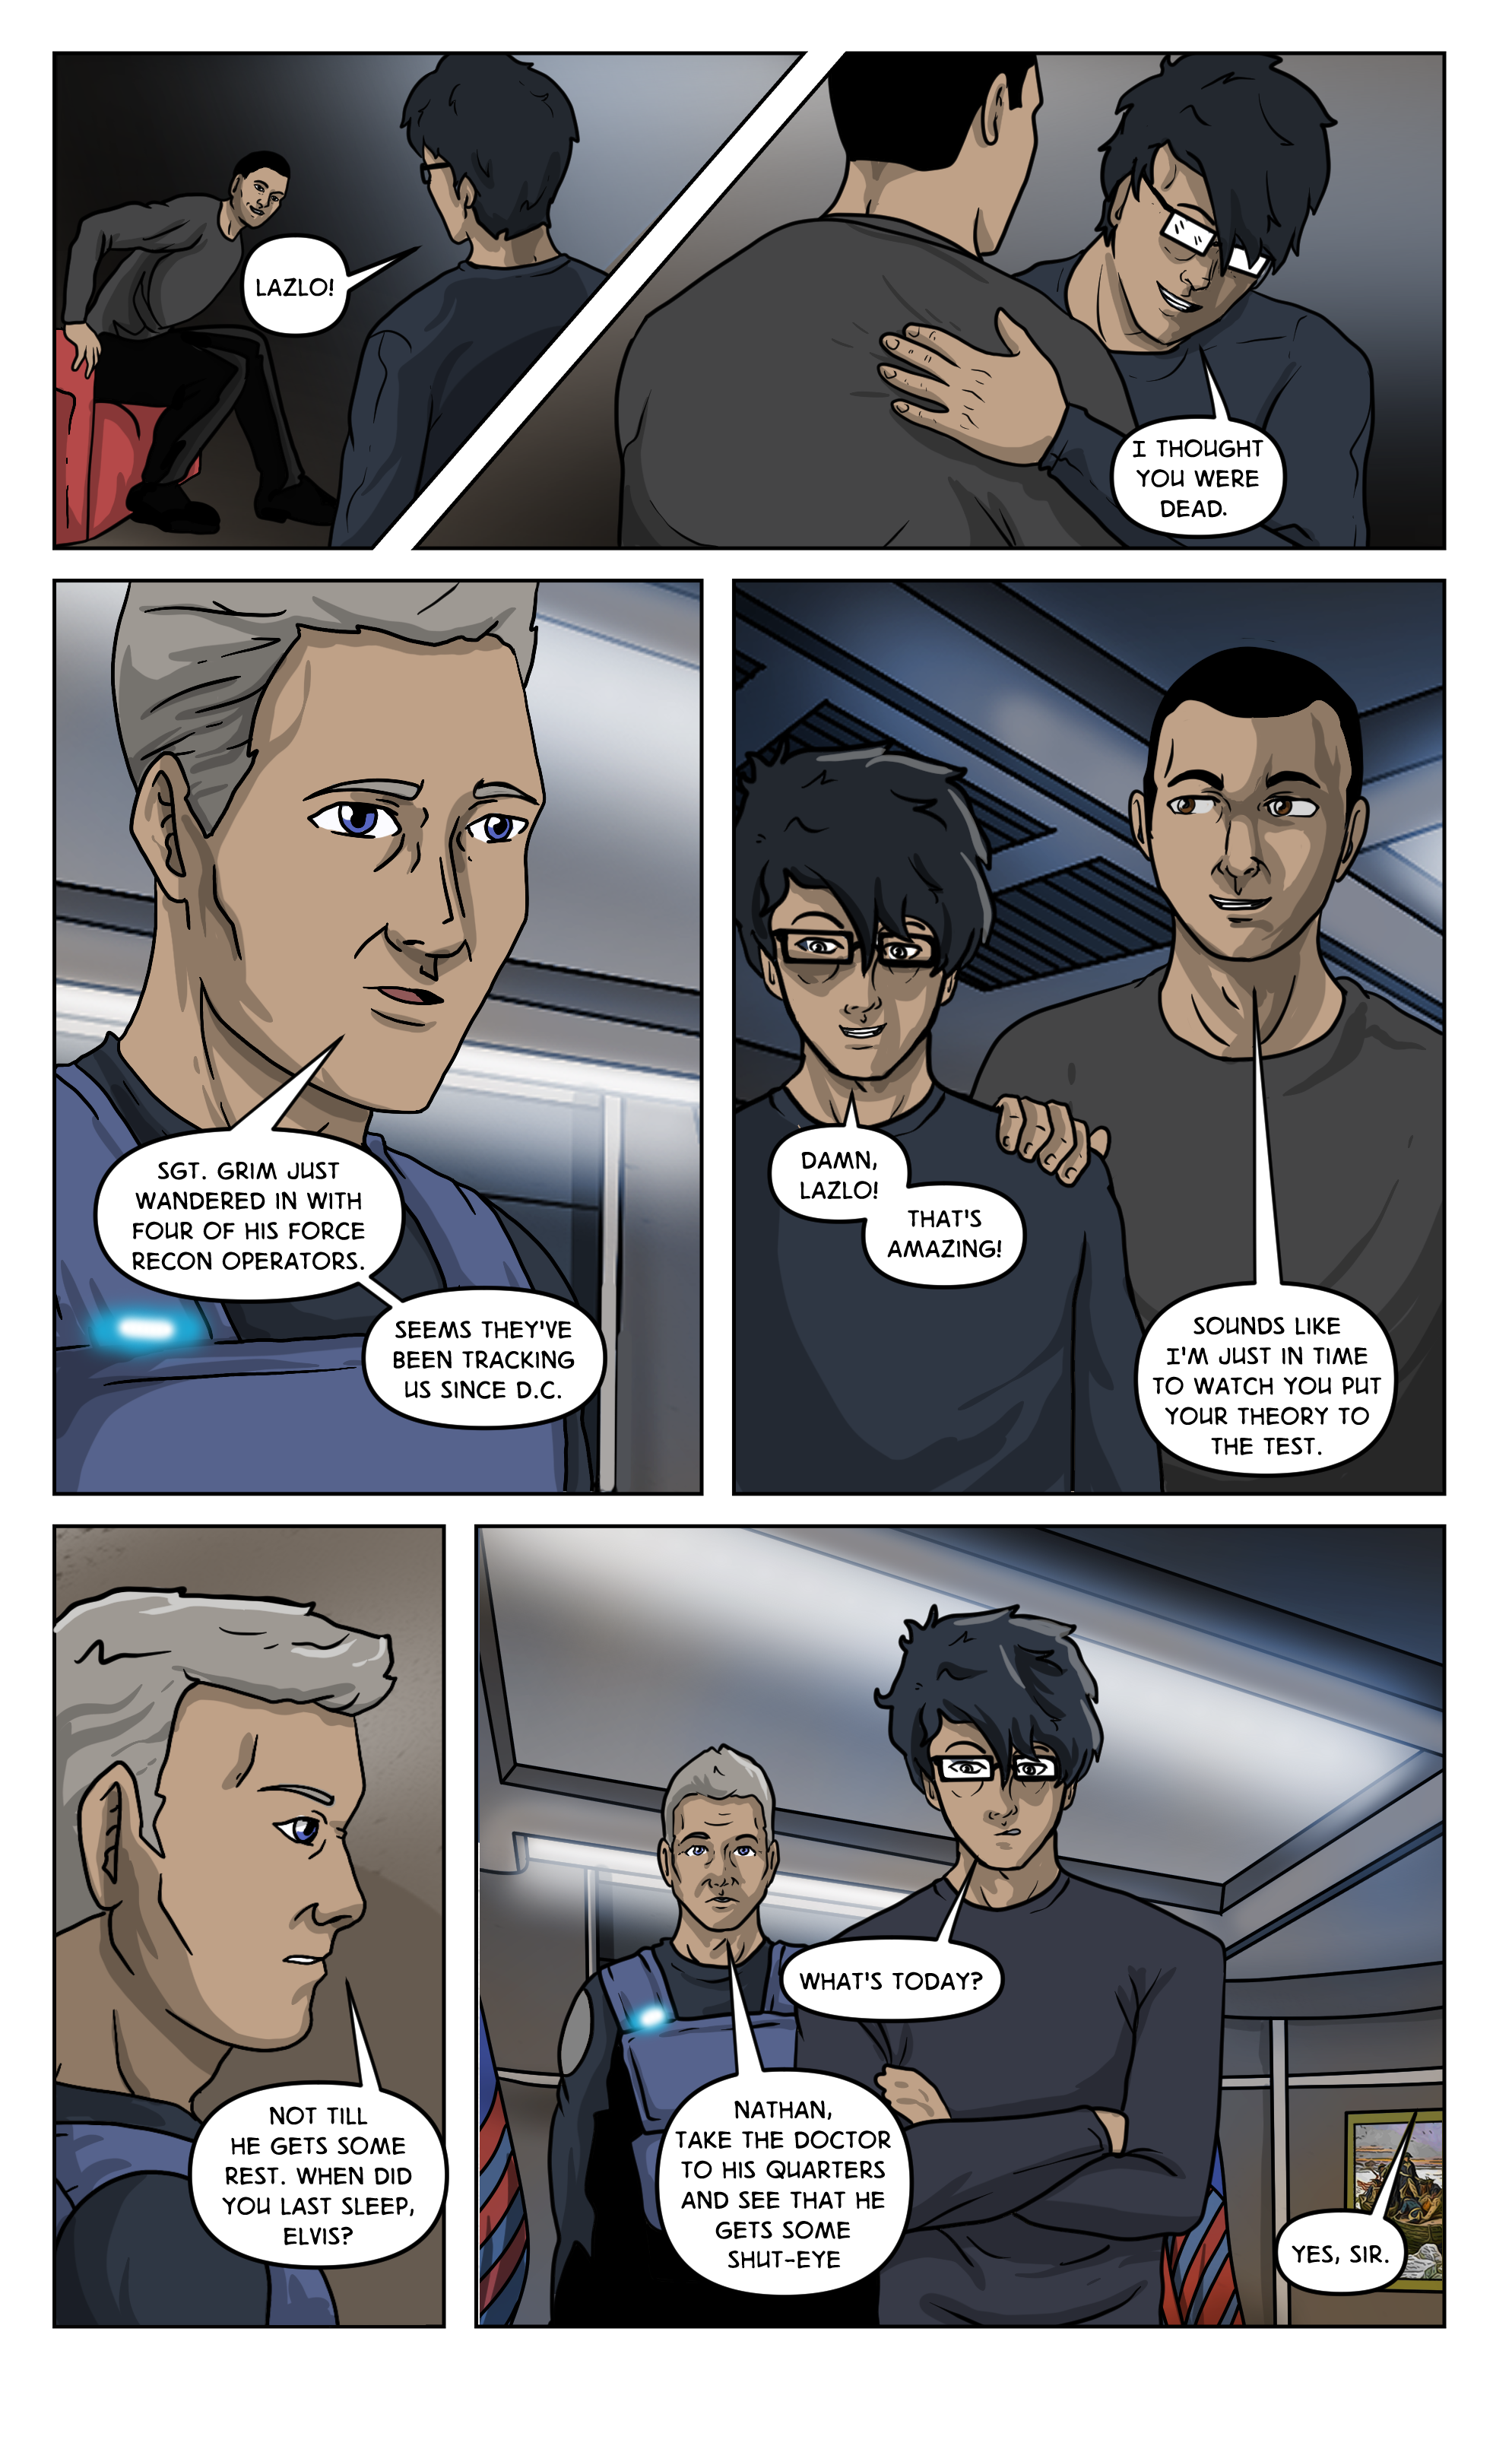 LAZLO!
I THOUGHT
YOU WERE
DEAD.
SGT. GRIM JUST
WANDERED IN WITH
FOUR OF HIS FORCE
RECON OPERATORS.
SEEMS THEY'VE
BEEN TRACKING
US SINCE D.C.
DAMN,
LAZLO!
THAT'S
AMAZING!
SOUNDS LIKE
I'M JUST IN TIME
TO WATCH YOU PUT
YOUR THEORY TO
THE TEST.
NOT TILL
HE GETS SOME
REST. WHEN DID
YOU LAST SLEEP,
ELVIS?
WHAT'S TODAY?
NATHAN,
TAKE THE DOCTOR
TO HIS QUARTERS
AND SEE THAT HE
GETS SOME
SHUT-EYE
YES, SIR.